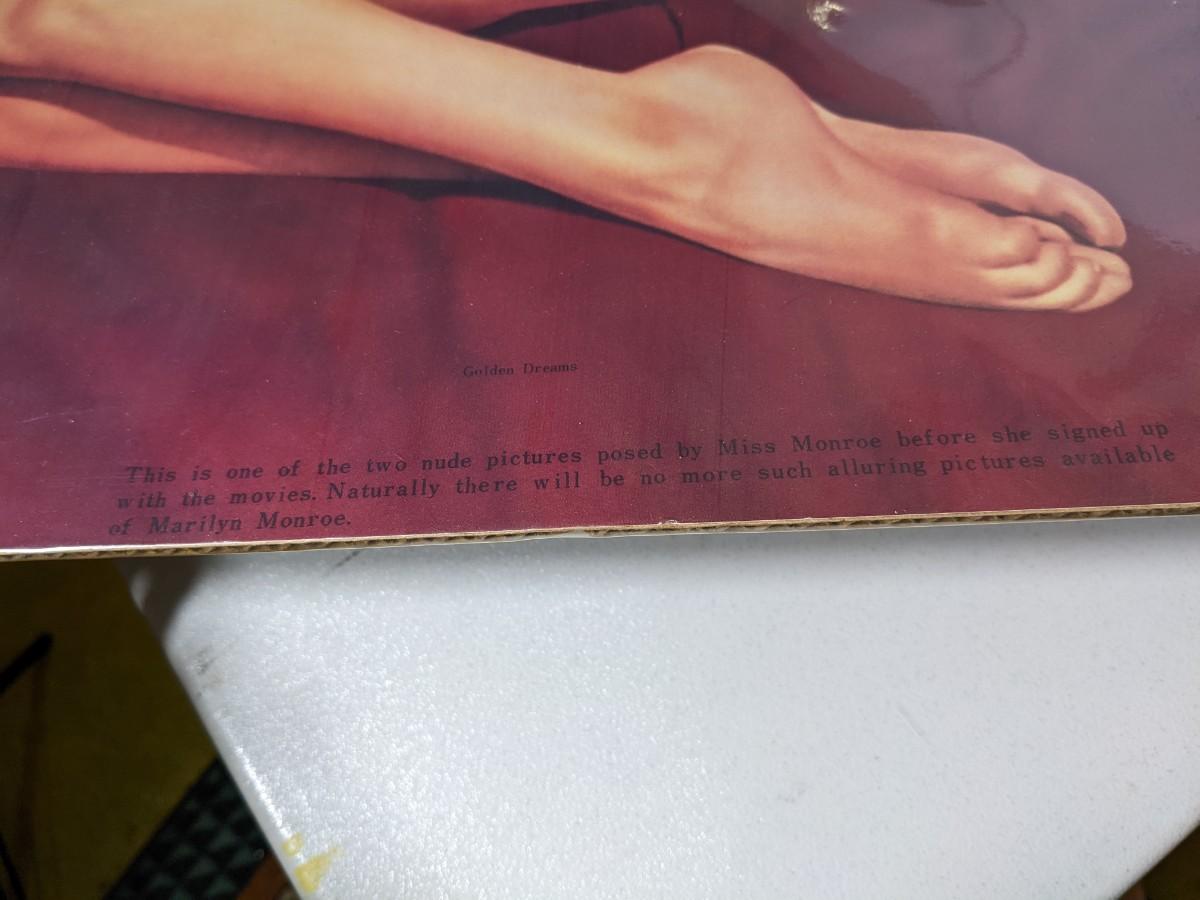 Golden Dreams
This is one of the two nude pictures posed by Miss Monroe before she signed up
with the movies. Naturally there will be no more such alluring pictures available
of Marilyn Monroe.